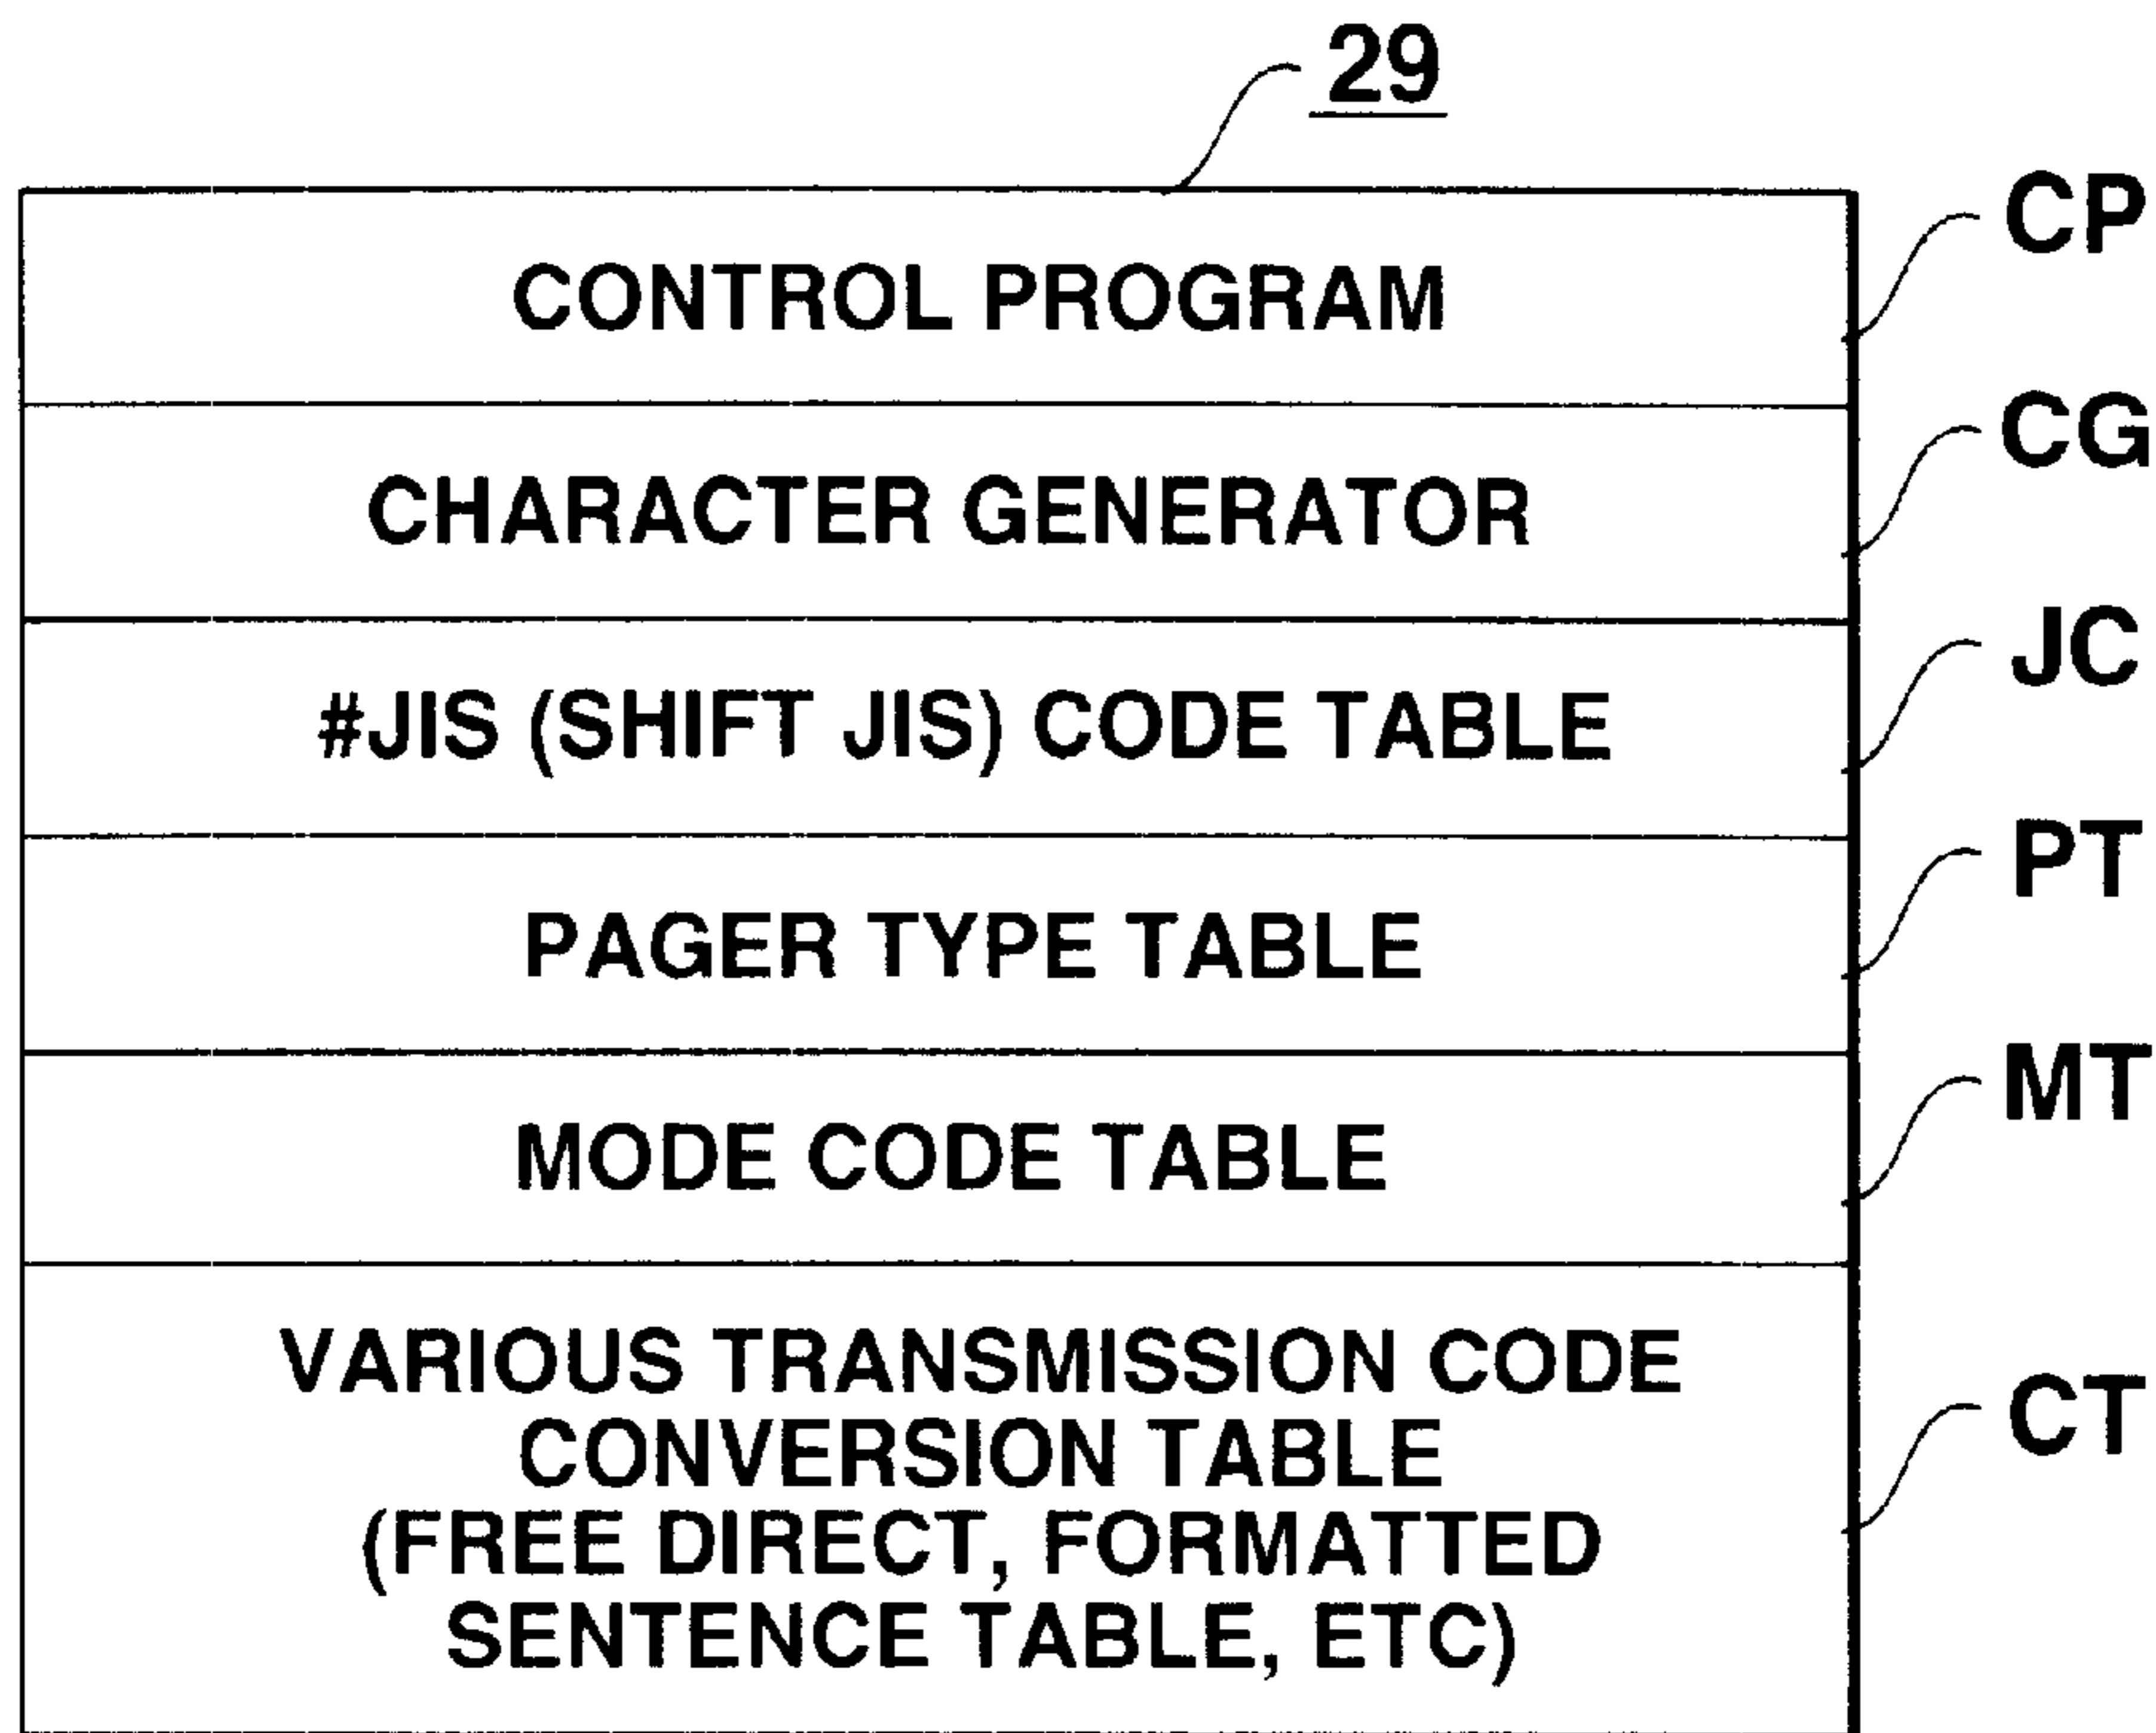 29
CONTROL PROGRAM
CP
CHARACTER GENERATOR
CG
#JIS (SHIFT JIS) CODE TABLE
JC
PAGER TYPE TABLE
PT
MODE CODE TABLE
MT
VARIOUS TRANSMISSION CODE
CONVERSION TABLE
(FREE DIRECT, FORMATTED
SENTENCE TABLE, ETC)
CT